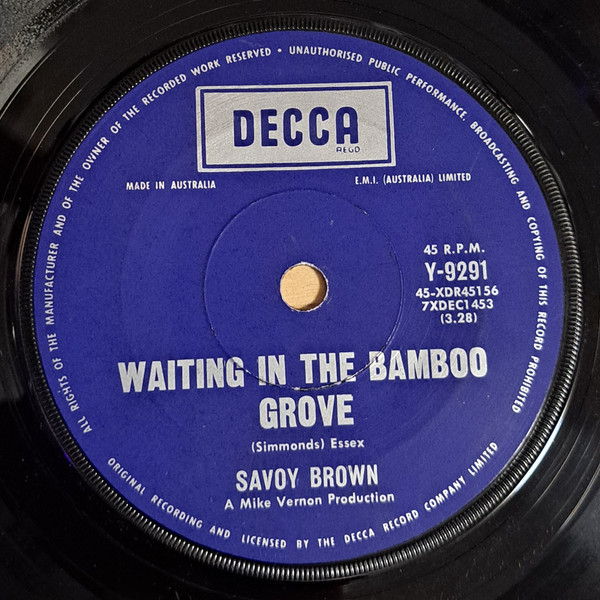 ALL RIGHTS OF THE MANUFACTURER AND OF THE OWNER OF THE RECORDED WORK RESERVED • UNAUTHORISED PUBLIC PERFORMANCE, BROADCASTING AND COPYING OF THIS RECORD PROHIBITED
DECCA
REGD
MADE IN AUSTRALIA
E.M.I. (AUSTRALIA) LIMITED
45 R.P.M.
Y-9291
45-XDR45156
7XDEC1453
(3.28)
WAITING IN THE BAMBOO
GROVE
(Simmonds) Essex
SAVOY BROWN
A Mike Vernon Production
ORIGINAL RECORDING AND LICENSED BY THE DECCA RECORD COMPANY LIMITED